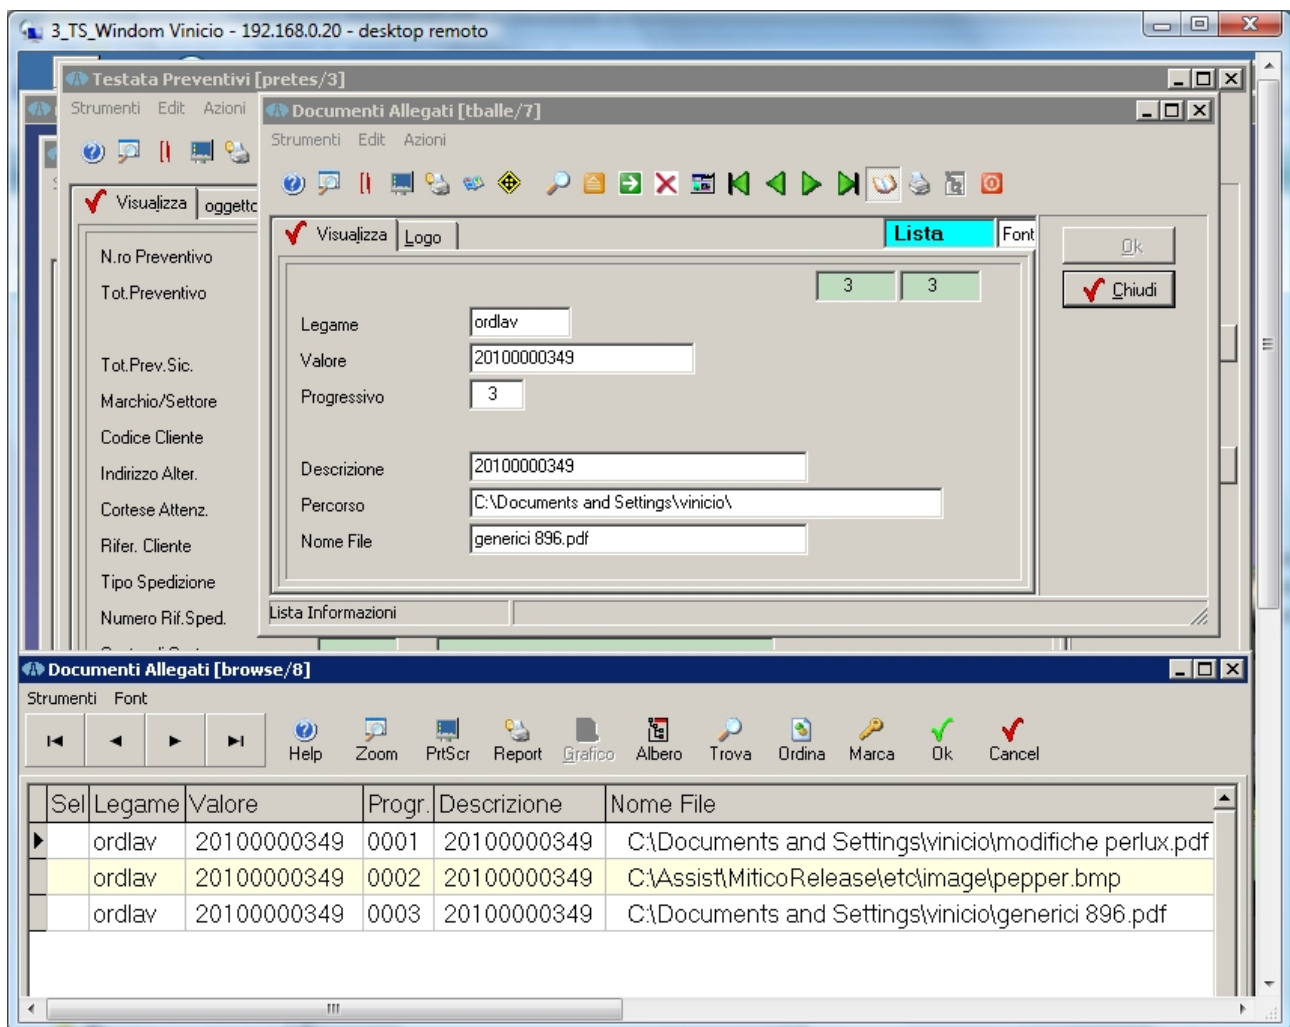 3_TS_Windom Vinicio - 192.168.0.20 - desktop remoto
Testata Preventivi [pretes/3]
Strumenti Edit Azioni
Documenti Allegati [tballe/7]
Strumenti Edit Azioni
Visualizza oggetto
Visualizza Logo Lista Font
Ok
Chiudi
N.ro Preventivo
Tot.Preventivo
Tot.Prev.Sic.
Marchio/Settore
Codice Cliente
Indirizzo Alter.
Cortese Attenz.
Rifer. Cliente
Tipo Spedizione
Numero Rif.Sped.
3 3
Legame ordlav
Valore 20100000349
Progressivo 3
Descrizione 20100000349
Percorso C:\Documents and Settings\vinicio\
Nome File generici 896.pdf
Lista Informazioni
Documenti Allegati [browse/8]
Strumenti Font
Help Zoom PrtScr Report Grafico Albero Trova Ordina Marca Ok Cancel
Sel Legame Valore Progr. Descrizione Nome File
ordlav 20100000349 0001 20100000349 C:\Documents and Settings\vinicio\modifiche perlux.pdf
ordlav 20100000349 0002 20100000349 C:\Assist\MiticoRelease\etc\image\pepper.bmp
ordlav 20100000349 0003 20100000349 C:\Documents and Settings\vinicio\generici 896.pdf